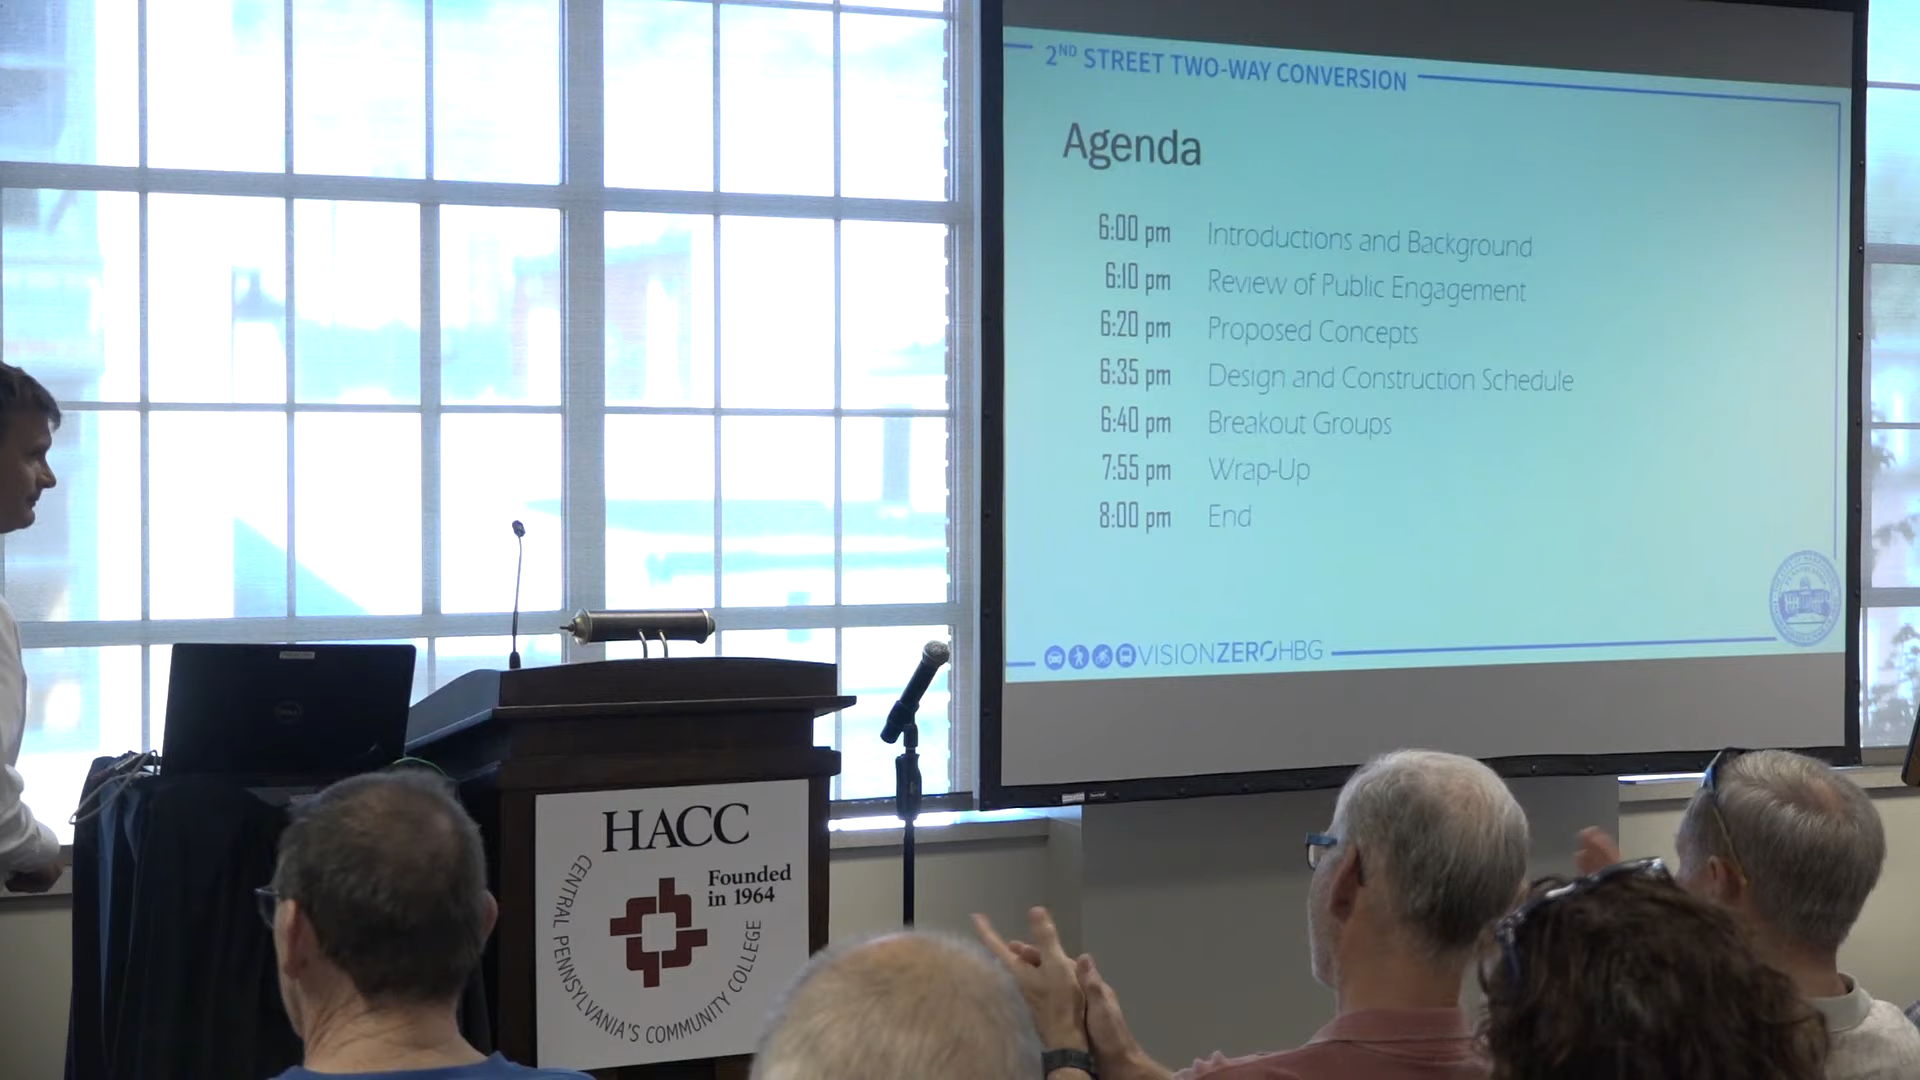 2ND STREET TWO-WAY CONVERSION
Agenda
6:00 pm Introductions and Background
6:10 pm Review of Public Engagement
6:20 pm Proposed Concepts
6:35 pm Design and Construction Schedule
6:40 pm Breakout Groups
7:55 pm Wrap-Up
8:00 pm End
VISIONZEROHBG
HACC
Founded
in 1964
CENTRAL PENNSYLVANIA'S COMMUNITY COLLEGE
DELL